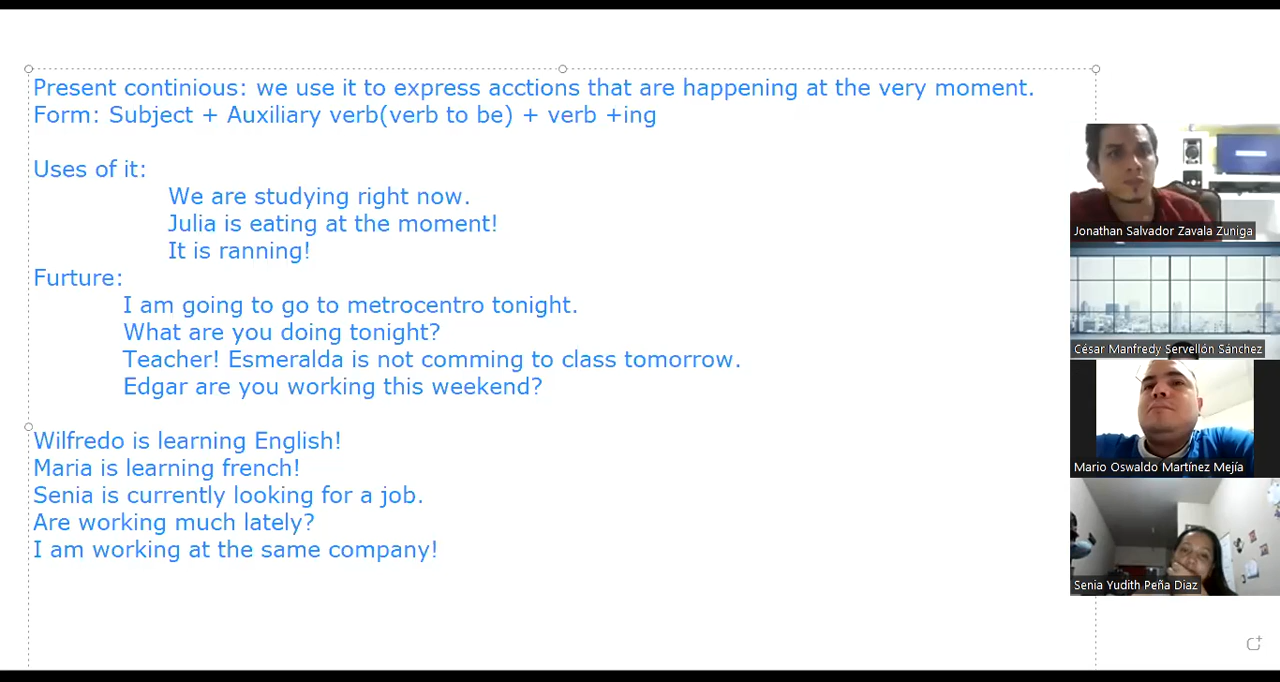 Present continious: we use it to express acctions that are happening at the very moment.
Form: Subject + Auxiliary verb(verb to be) + verb +ing
Uses of it:
We are studying right now.
Julia is eating at the moment!
It is ranning!
Furture:
I am going to go to metrocentro tonight.
What are you doing tonight?
Teacher! Esmeralda is not comming to class tomorrow.
Edgar are you working this weekend?
Wilfredo is learning English!
Maria is learning french!
Senia is currently looking for a job.
Are working much lately?
I am working at the same company!
Jonathan Salvador Zavala Zuniga
César Manfredy Servellón Sánchez
Mario Oswaldo Martínez Mejía
Senia Yudith Peña Diaz